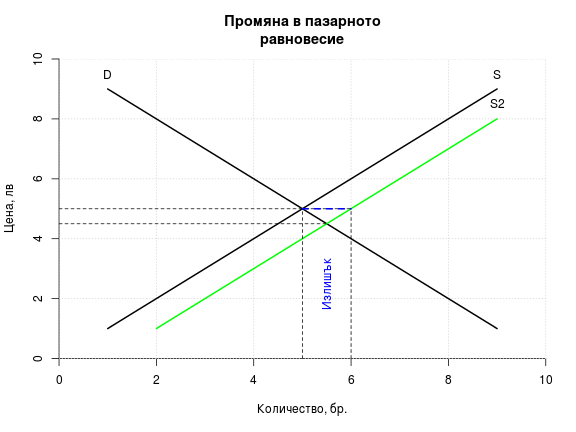 Промяна в пазарното
равновесие
D
S
S2
Цена, лв
10
8
6
4
2
0
Излишък
0 2 4 6 8 10
Количество, бр.